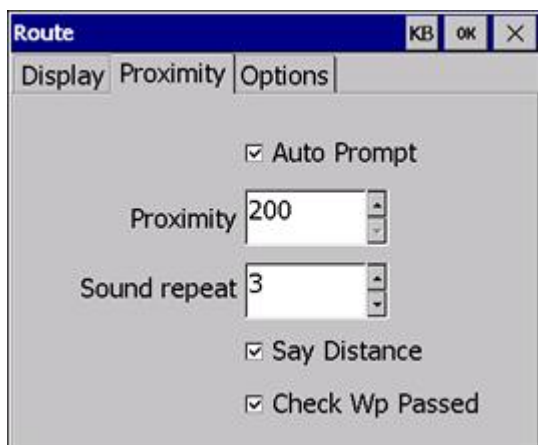 Route KB OK
Display Proximity Options
Auto Prompt
Proximity 200
Sound repeat 3
Say Distance
Check Wp Passed